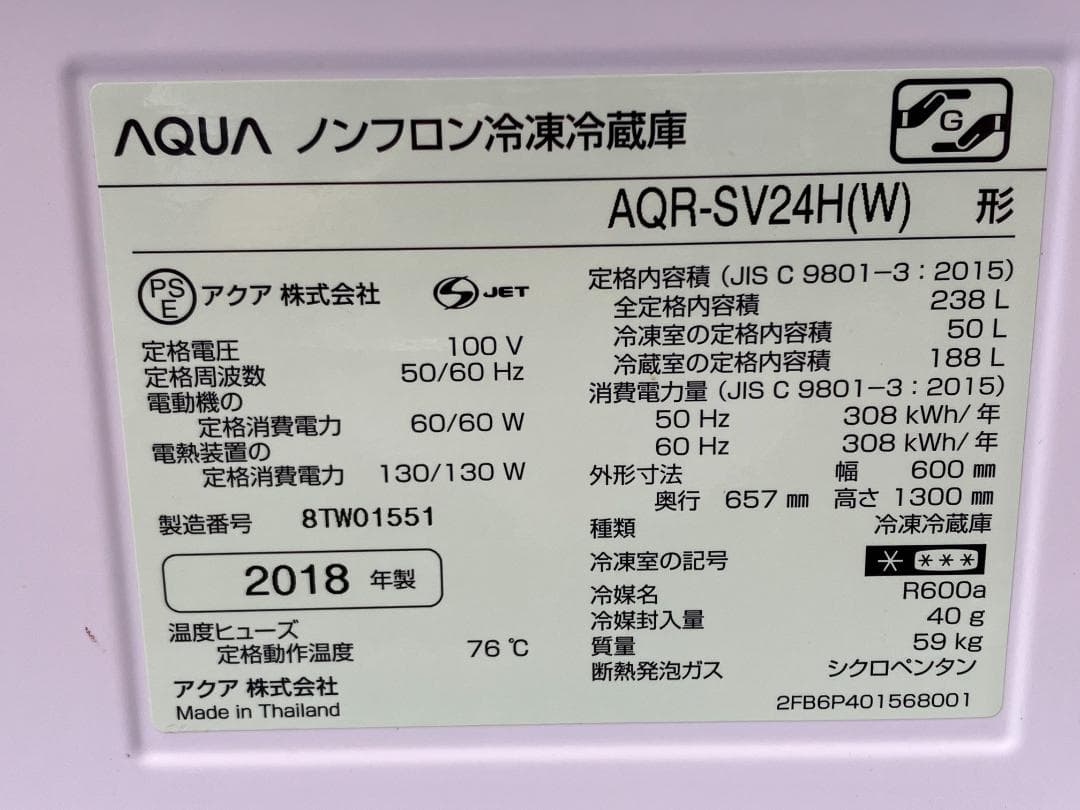 AQUA ノンフロン冷凍冷蔵庫
G
AQR-SV24H(W) 形
PS
E
アクア 株式会社
JET
定格電圧 100 V
定格周波数 50/60 Hz
電動機の
定格消費電力 60/60 W
電熱装置の
定格消費電力 130/130 W
製造番号 8TW01551
2018 年製
温度ヒューズ
定格動作温度 76 ℃
アクア 株式会社
Made in Thailand
定格内容積 (JIS C 9801-3:2015)
全定格内容積 238 L
冷凍室の定格内容積 50 L
冷蔵室の定格内容積 188 L
消費電力量 (JIS C 9801-3:2015)
50 Hz 308 kWh/年
60 Hz 308 kWh/年
外形寸法 幅 600 mm
奥行 657 mm 高さ 1300 mm
種類 冷凍冷蔵庫
冷凍室の記号 * ***
冷媒名 R600a
冷媒封入量 40 g
質量 59 kg
断熱発泡ガス シクロペンタン
2FB6P401568001